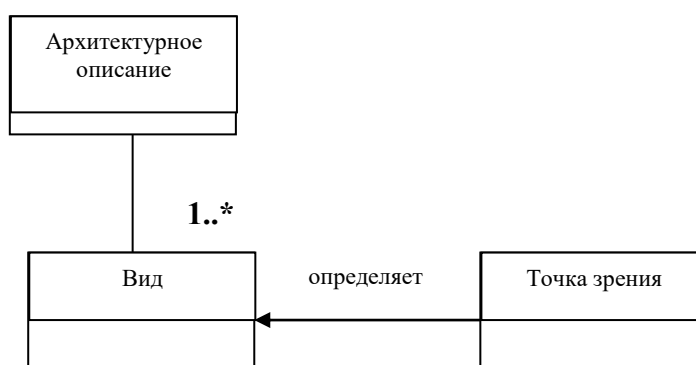 Архитектурное
описание
1..*
Вид
определяет
Точка зрения